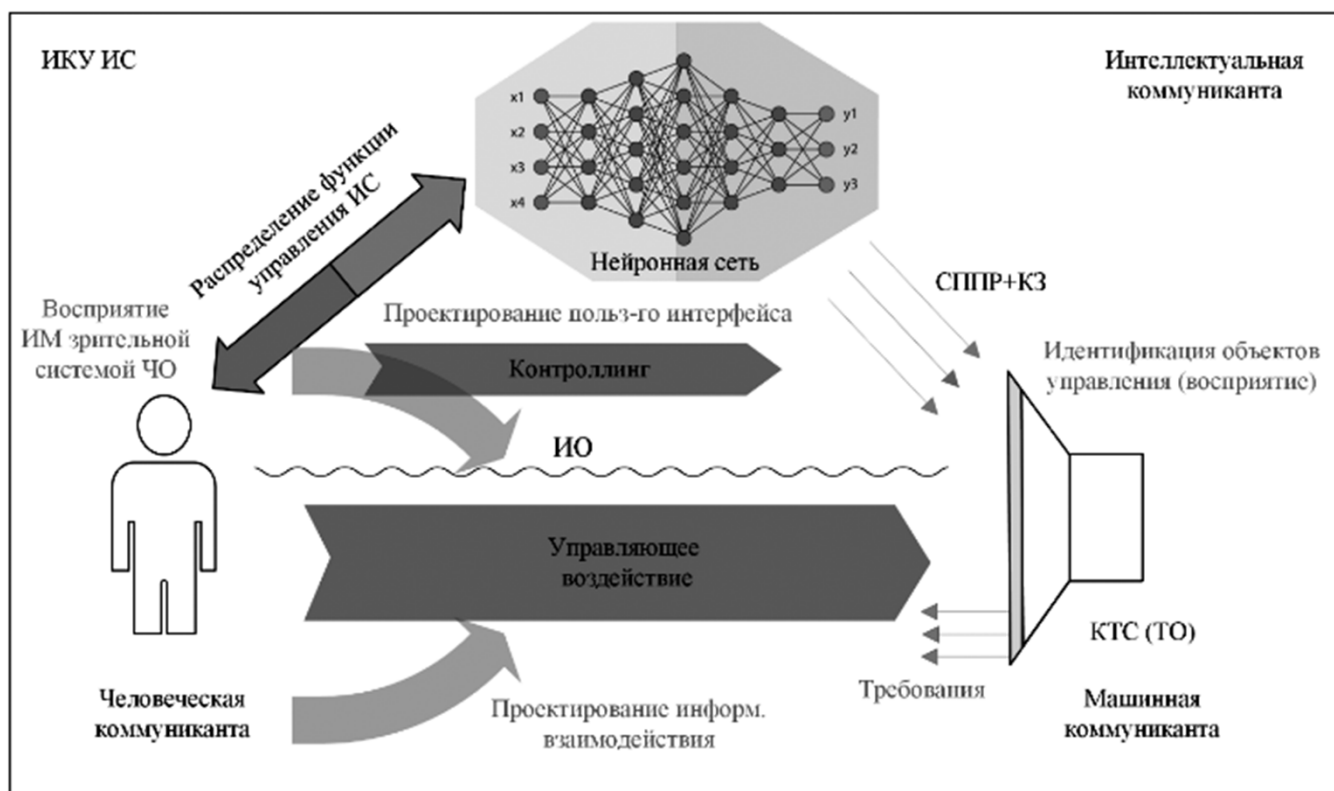 ИКУ ИС
Интеллектуальная
коммуниканта
x1
x2
x3
x4
y1
y2
y3
Нейронная сеть
Распределение функции
управления ИС
СППР+КЗ
Восприятие
ИМ зрительной
системой ЧО
Проектирование польз-го интерфейса
Контроллинг
Идентификация объектов
управления (восприятие)
ИО
Управляющее
воздействие
КТС (ТО)
Требования
Человеческая
коммуниканта
Проектирование информ.
взаимодействия
Машинная
коммуниканта